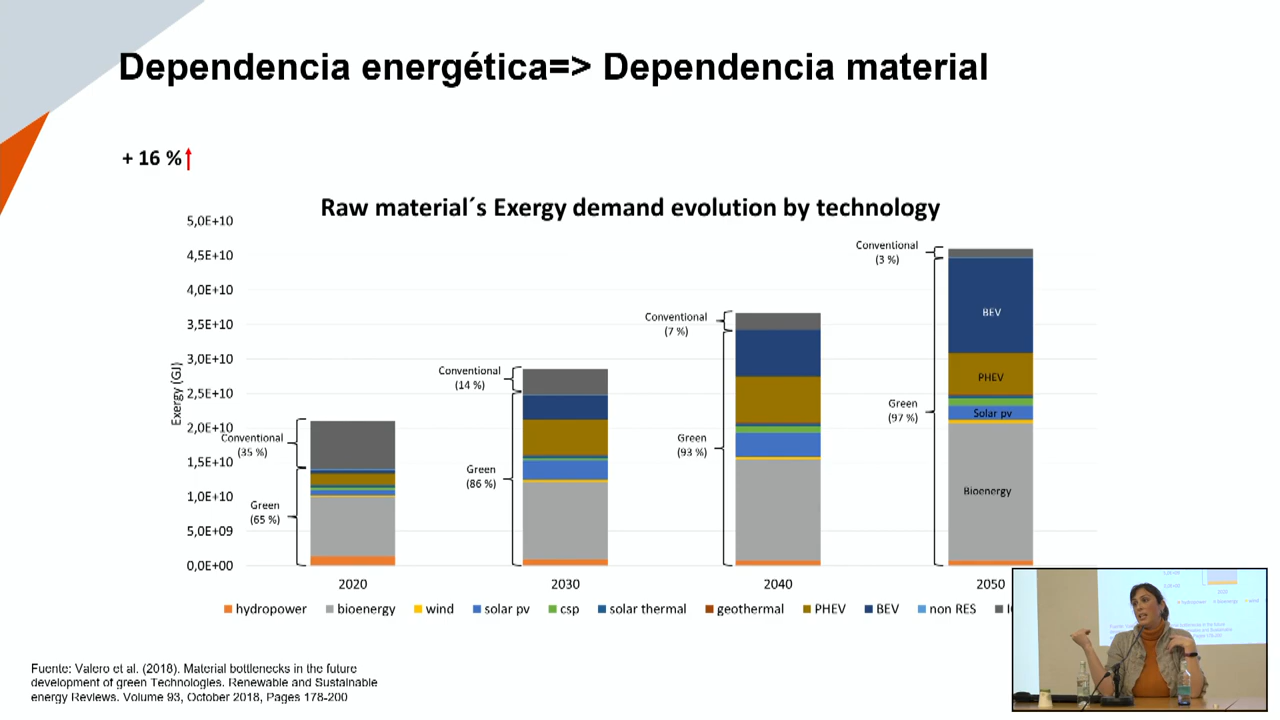 Dependencia energética=> Dependencia material
+ 16 %
Raw material´s Exergy demand evolution by technology
Exergy (GJ)
5,0E+10
4,5E+10
4,0E+10
3,5E+10
3,0E+10
2,5E+10
2,0E+10
1,5E+10
1,0E+10
5,0E+09
0,0E+00
Conventional
(35 %)
Green
(65 %)
Conventional
(14 %)
Green
(86 %)
Conventional
(7 %)
Green
(93 %)
Conventional
(3 %)
Green
(97 %)
BEV
PHEV
Solar pv
Bioenergy
2020 2030 2040 2050
hydropower bioenergy wind solar pv csp solar thermal geothermal PHEV BEV non RES
Fuente: Valero et al. (2018). Material bottlenecks in the future
development of green Technologies. Renewable and Sustainable
energy Reviews. Volume 93, October 2018, Pages 178-200